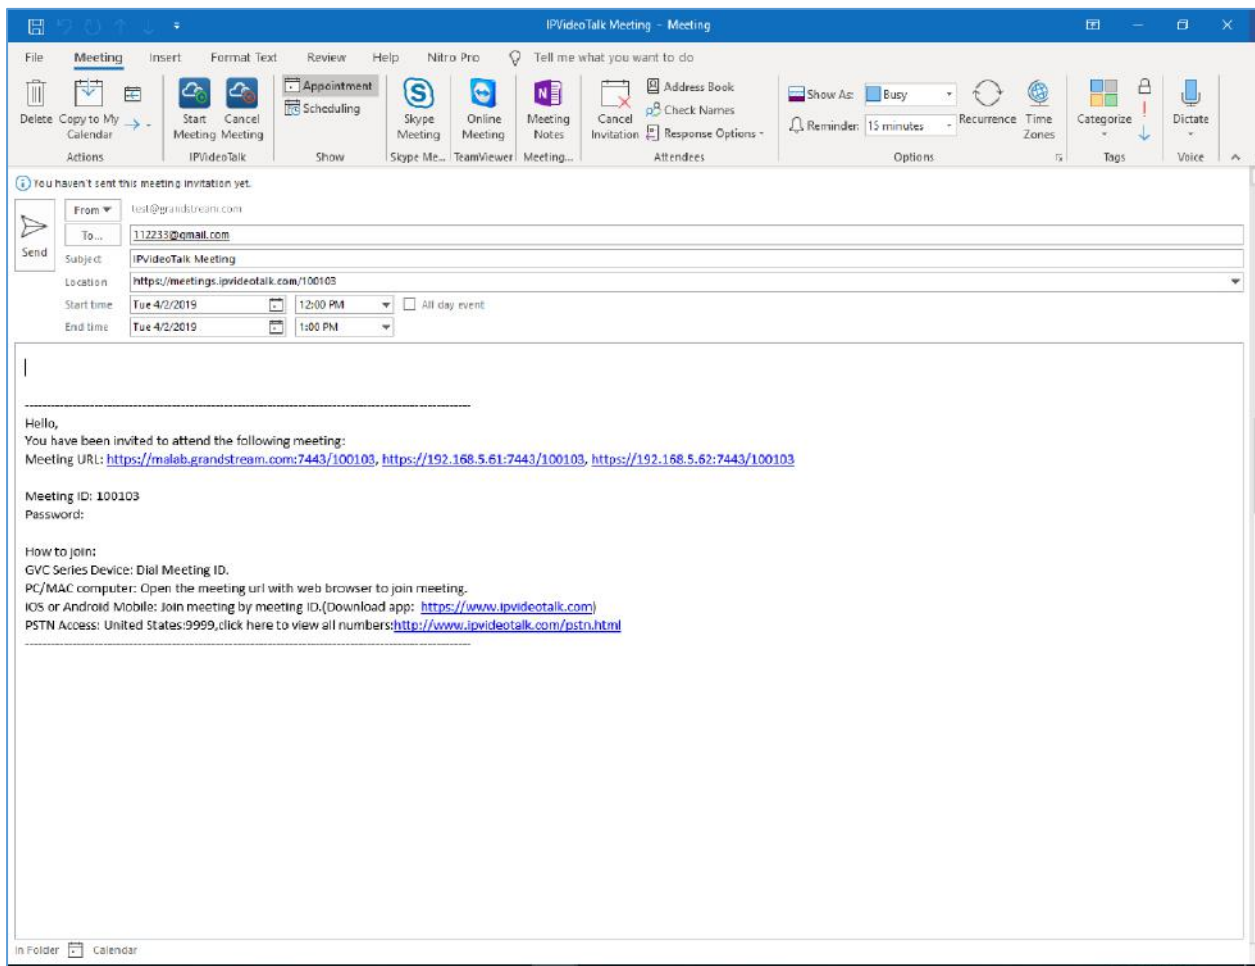 IPVideoTalk Meeting - Meeting
File Meeting Insert Format Text Review Help Nitro Pro Tell me what you want to do
Delete
Copy to My Calendar
Actions
Start Meeting
Cancel Meeting
IPVideoTalk
Appointment
Scheduling
Show
Skype Meeting
Skype Me...
Online Meeting
TeamViewer
Meeting Notes
Meeting...
Cancel Invitation
Address Book
Check Names
Response Options
Attendees
Show As: Busy
Reminder: 15 minutes
Recurrence
Time Zones
Options
Categorize
Tags
Dictate
Voice
You haven't sent this meeting invitation yet.
Send
From test@grandstream.com
To... 112233@gmail.com
Subject IPVideoTalk Meeting
Location https://meetings.ipvideotalk.com/100103
Start time Tue 4/2/2019 12:00 PM All day event
End time Tue 4/2/2019 1:00 PM
Hello,
You have been invited to attend the following meeting:
Meeting URL: https://malab.grandstream.com:7443/100103, https://192.168.5.61:7443/100103, https://192.168.5.62:7443/100103
Meeting ID: 100103
Password:
How to join:
GVC Series Device: Dial Meeting ID.
PC/MAC computer: Open the meeting url with web browser to join meeting.
iOS or Android Mobile: Join meeting by meeting ID.(Download app: https://www.ipvideotalk.com)
PSTN Access: United States:9999,click here to view all numbers:http://www.ipvideotalk.com/pstn.html
In Folder Calendar